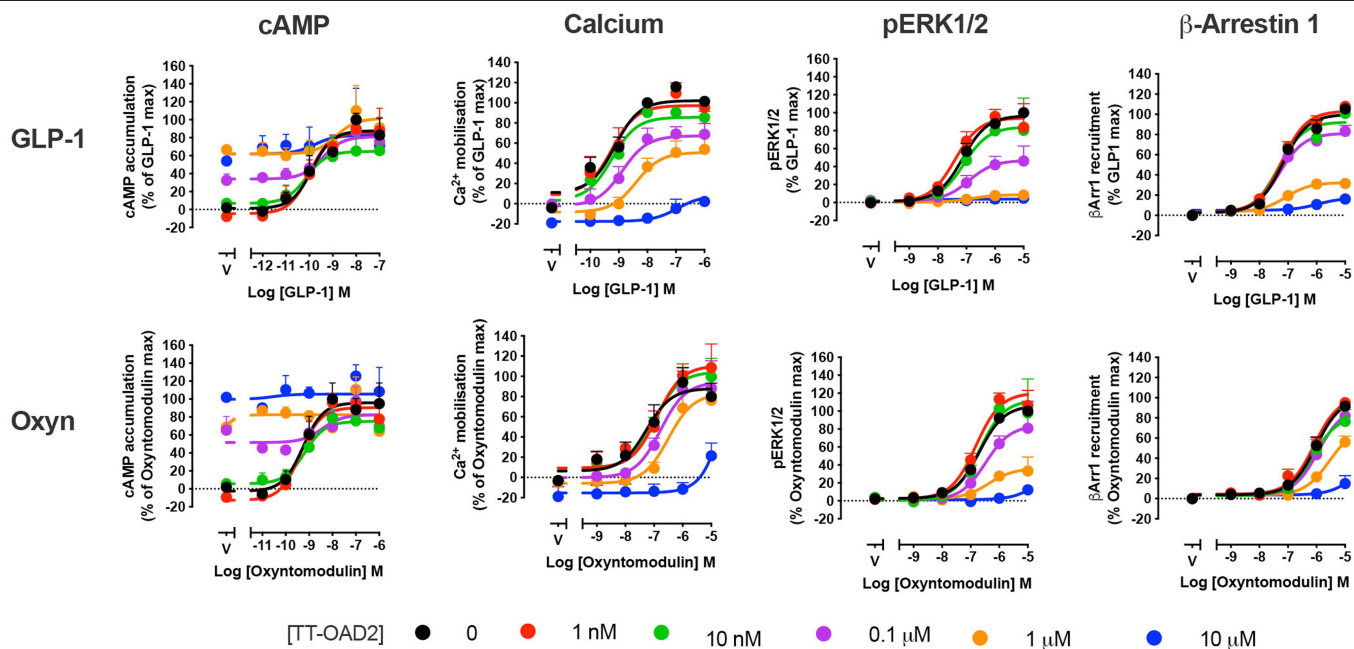 cAMP
Calcium
pERK1/2
β-Arrestin 1
GLP-1
cAMP accumulation
(% of GLP-1 max)
160
140
120
100
80
60
40
20
0
-20
V
-12 -11 -10 -9 -8 -7
Log [GLP-1] M
Ca²⁺ mobilisation
(% of GLP-1 max)
140
120
100
80
60
40
20
0
-20
-40
V
-10 -9 -8 -7 -6
Log [GLP-1] M
pERK1/2
(% GLP-1 max)
160
140
120
100
80
60
40
20
0
-20
V
-9 -8 -7 -6 -5
Log [GLP-1] M
βArr1 recruitment
(% GLP1 max)
140
120
100
80
60
40
20
0
-20
V
-9 -8 -7 -6 -5
Log [GLP-1] M
Oxyn
cAMP accumulation
(% of Oxyntomodulin max)
160
140
120
100
80
60
40
20
0
-20
V
-11 -10 -9 -8 -7 -6
Log [Oxyntomodulin] M
Ca²⁺ mobilisation
(% of Oxyntomodulin max)
140
120
100
80
60
40
20
0
-20
V
-9 -8 -7 -6 -5
Log [Oxyntomodulin] M
pERK1/2
(% Oxyntomodulin max)
160
140
120
100
80
60
40
20
0
-20
V
-9 -8 -7 -6 -5
Log [Oxyntomodulin] M
βArr1 recruitment
(% Oxyntomodulin max)
140
120
100
80
60
40
20
0
-20
V
-9 -8 -7 -6 -5
Log [Oxyntomodulin] M
[TT-OAD2] 0 1 nM 10 nM 0.1 μM 1 μM 10 μM